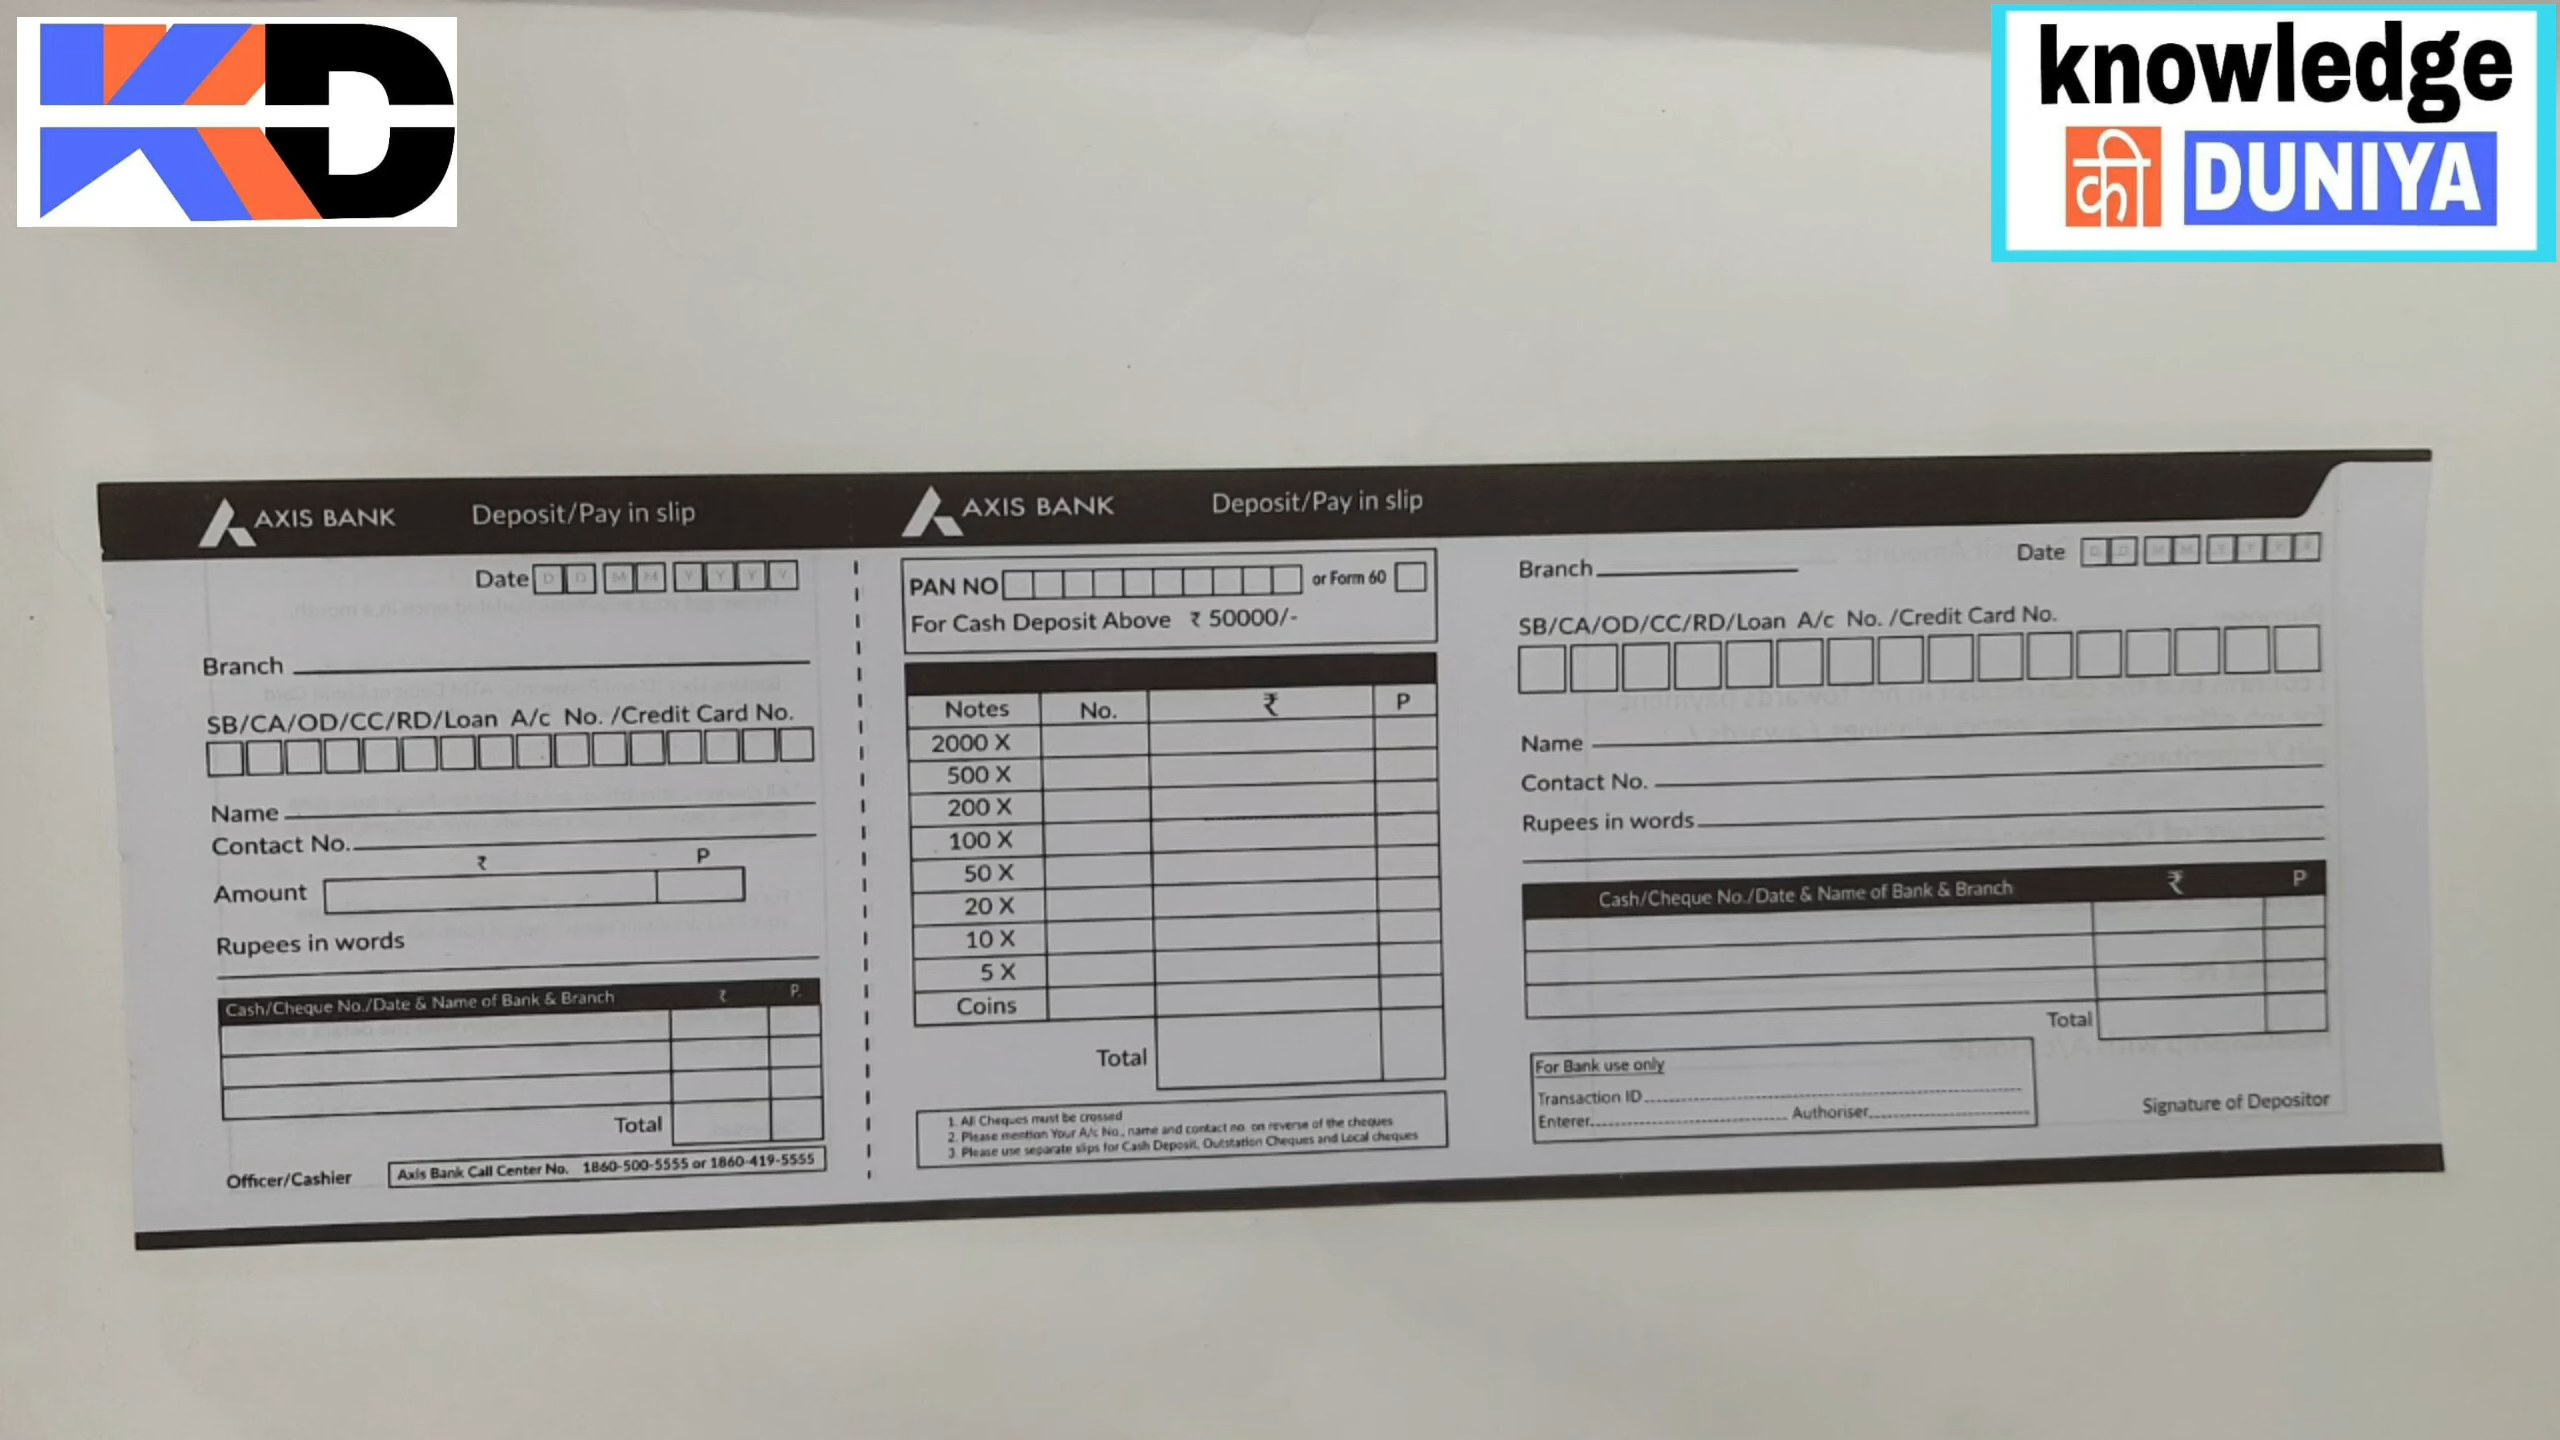 KD
knowledge
की DUNIYA
AXIS BANK Deposit/Pay in slip
Date D D M M Y Y Y Y
Branch
SB/CA/OD/CC/RD/Loan A/c No. /Credit Card No.
Name
Contact No.
₹ P
Amount
Rupees in words
Cash/Cheque No./Date & Name of Bank & Branch ₹ P.
Total
Officer/Cashier
Axis Bank Call Center No. 1860-500-5555 or 1860-419-5555
AXIS BANK Deposit/Pay in slip
PAN NO or Form 60
For Cash Deposit Above ₹ 50000/-
Notes No. ₹ P
2000 X
500 X
200 X
100 X
50 X
20 X
10 X
5 X
Coins
Total
1. All Cheques must be crossed
2. Please mention Your A/c No., name and contact no. on reverse of the cheques
3. Please use separate slips for Cash Deposit, Outstation Cheques and Local cheques
Branch Date D D M M Y Y Y Y
SB/CA/OD/CC/RD/Loan A/c No. /Credit Card No.
Name
Contact No.
Rupees in words
Cash/Cheque No./Date & Name of Bank & Branch ₹ P
Total
For Bank use only
Transaction ID
Enterer Authoriser
Signature of Depositor